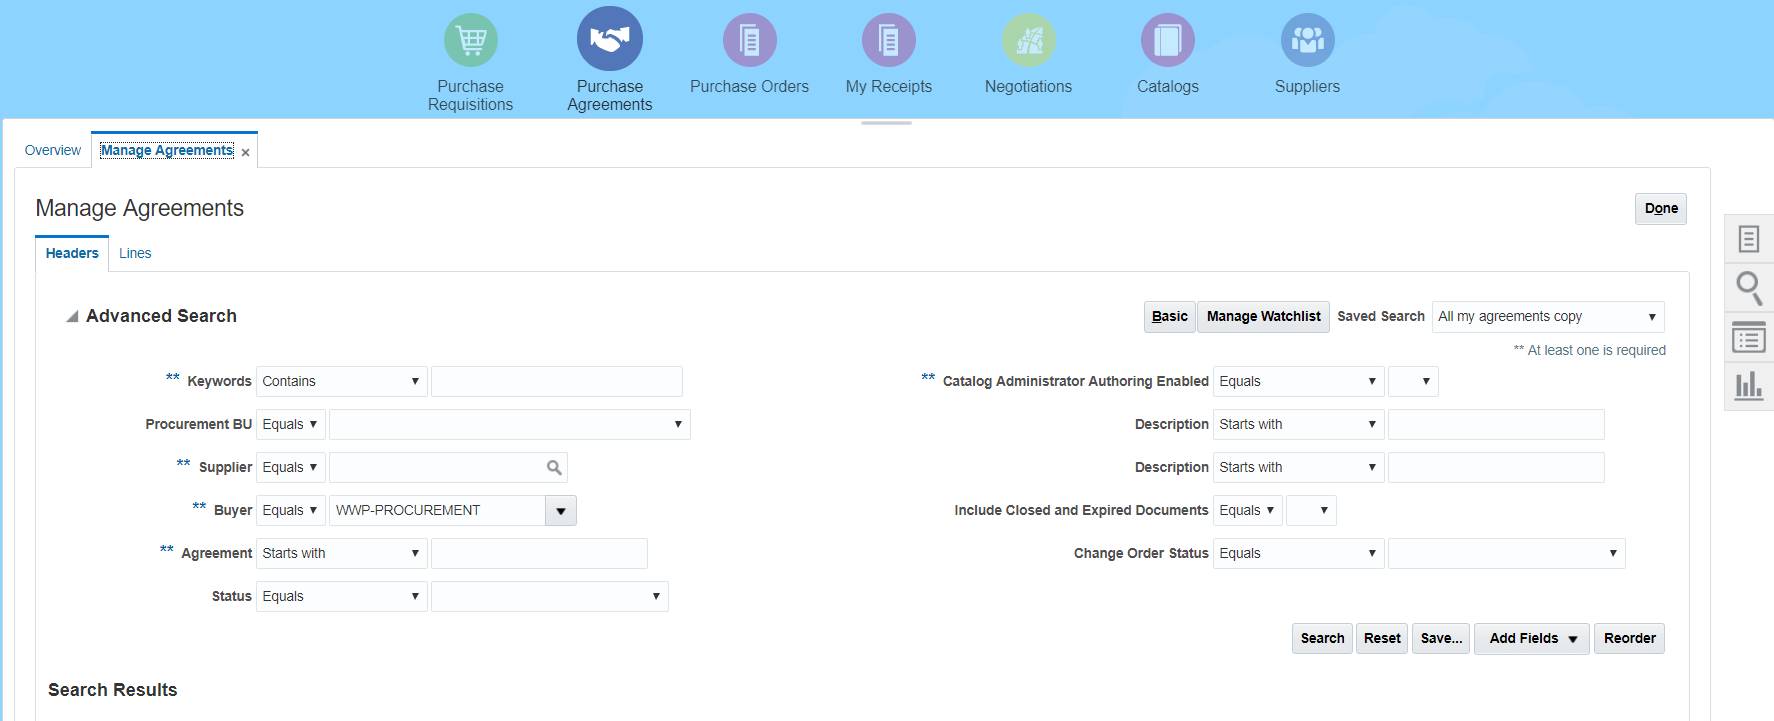 Purchase Requisitions
Purchase Agreements
Purchase Orders
My Receipts
Negotiations
Catalogs
Suppliers
Overview
Manage Agreements ×
Manage Agreements
Done
Headers
Lines
Advanced Search
Basic
Manage Watchlist
Saved Search
All my agreements copy
** At least one is required
** Keywords Contains
** Catalog Administrator Authoring Enabled Equals
Procurement BU Equals
Description Starts with
** Supplier Equals
Description Starts with
** Buyer Equals WWP-PROCUREMENT
Include Closed and Expired Documents Equals
** Agreement Starts with
Change Order Status Equals
Status Equals
Search
Reset
Save...
Add Fields
Reorder
Search Results